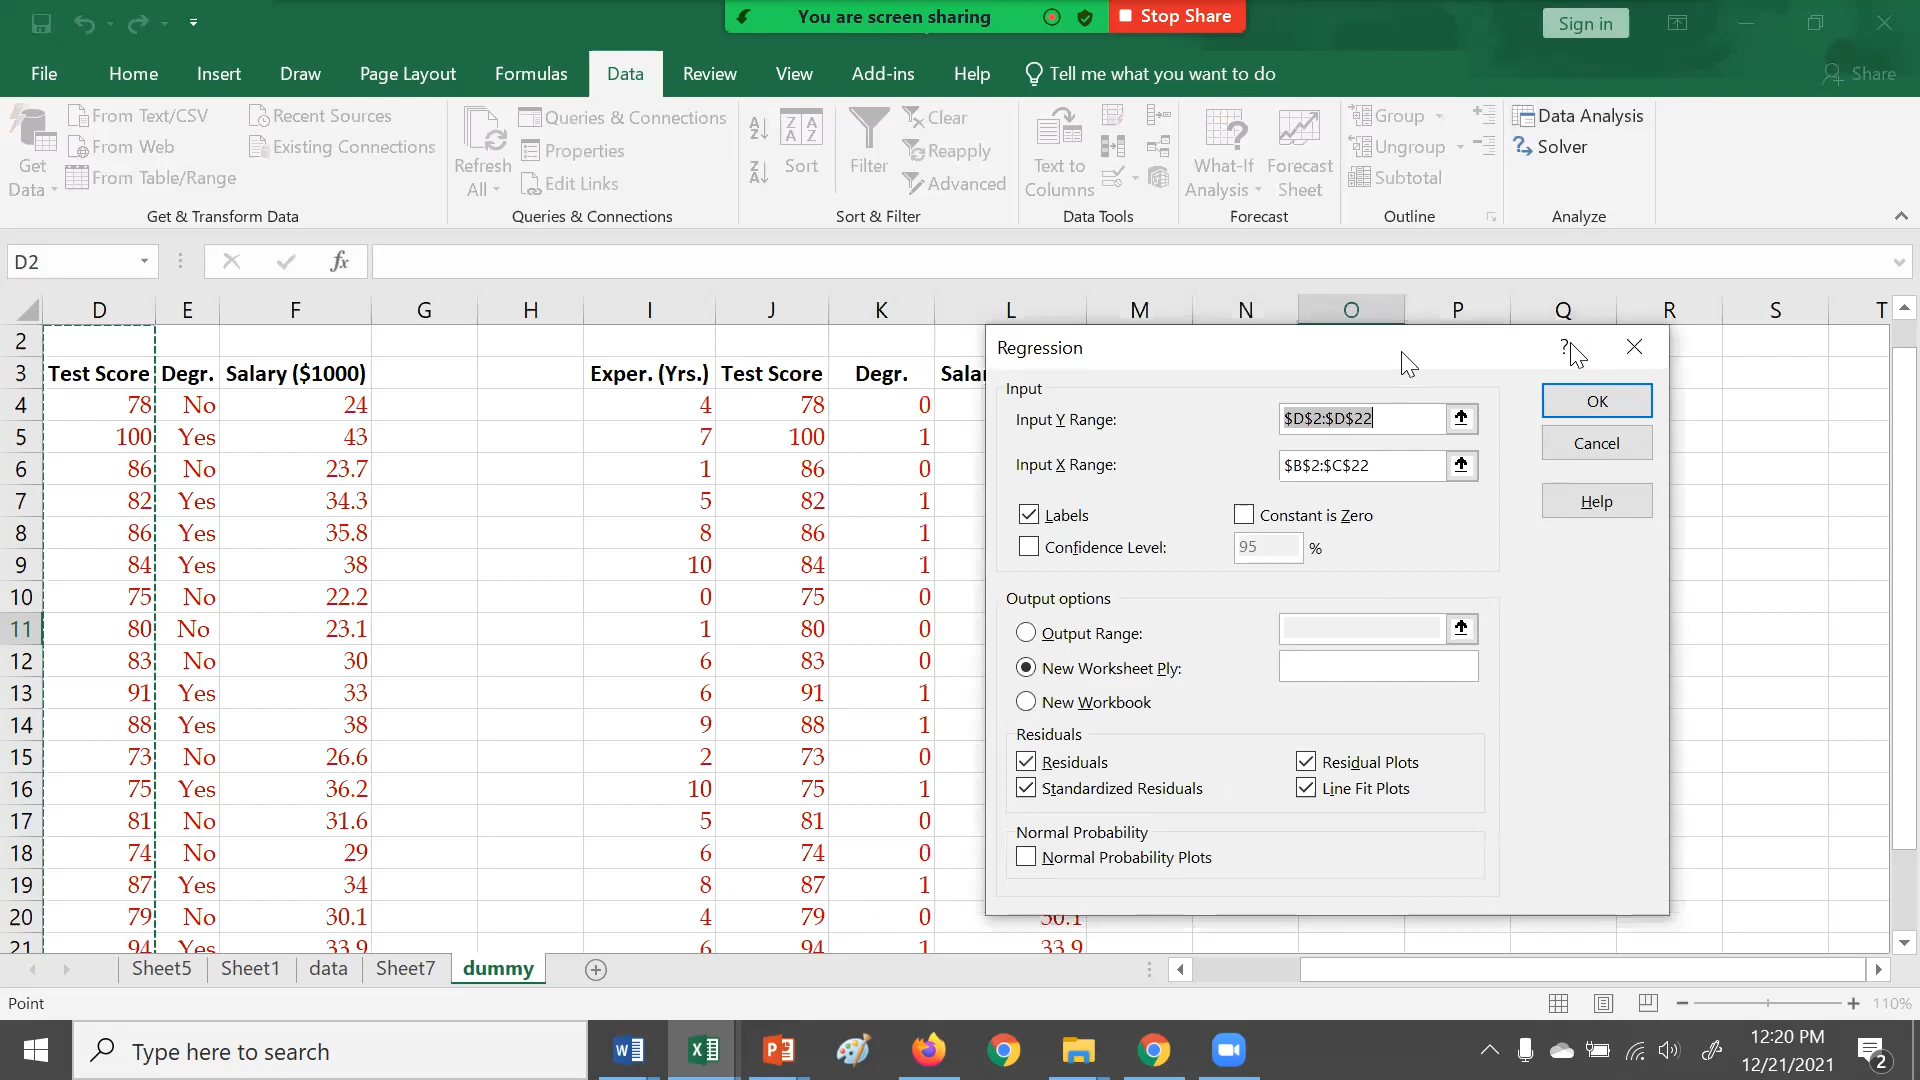 You are screen sharing
Stop Share
Sign in
File Home Insert Draw Page Layout Formulas Data Review View Add-ins Help Tell me what you want to do Share
Get Data
From Text/CSV
From Web
From Table/Range
Recent Sources
Existing Connections
Get & Transform Data
Refresh All
Queries & Connections
Properties
Edit Links
Queries & Connections
Sort
Filter
Clear
Reapply
Advanced
Sort & Filter
Text to Columns
Data Tools
What-If Analysis
Forecast Sheet
Forecast
Group
Ungroup
Subtotal
Outline
Data Analysis
Solver
Analyze
D2
fx
D E F G H I J K L M N O P Q R S T
2
3 Test Score Degr. Salary ($1000) Exper. (Yrs.) Test Score Degr.
4 78 No 24 4 78 0
5 100 Yes 43 7 100 1
6 86 No 23.7 1 86 0
7 82 Yes 34.3 5 82 1
8 86 Yes 35.8 8 86 1
9 84 Yes 38 10 84 1
10 75 No 22.2 0 75 0
11 80 No 23.1 1 80 0
12 83 No 30 6 83 0
13 91 Yes 33 6 91 1
14 88 Yes 38 9 88 1
15 73 No 26.6 2 73 0
16 75 Yes 36.2 10 75 1
17 81 No 31.6 5 81 0
18 74 No 29 6 74 0
19 87 Yes 34 8 87 1
20 79 No 30.1 4 79 0 30.1
21 94 Yes 33.9 6 94 1 33.9
Regression
?
Input
Input Y Range: $D$2:$D$22
Input X Range: $B$2:$C$22
Labels
Constant is Zero
Confidence Level: 95 %
OK
Cancel
Help
Output options
Output Range:
New Worksheet Ply:
New Workbook
Residuals
Residuals
Residual Plots
Standardized Residuals
Line Fit Plots
Normal Probability
Normal Probability Plots
Sheet5 Sheet1 data Sheet7 dummy
Point
110%
Type here to search
12:20 PM
12/21/2021
2